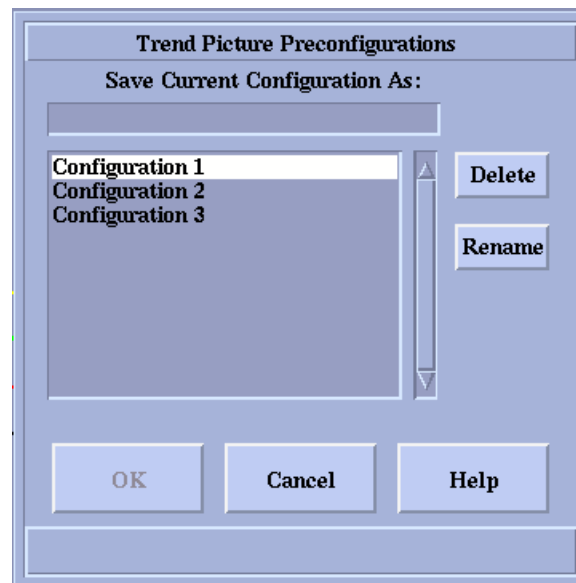 Trend Picture Preconfigurations
Save Current Configuration As:
Configuration 1
Configuration 2
Configuration 3
Delete
Rename
OK
Cancel
Help